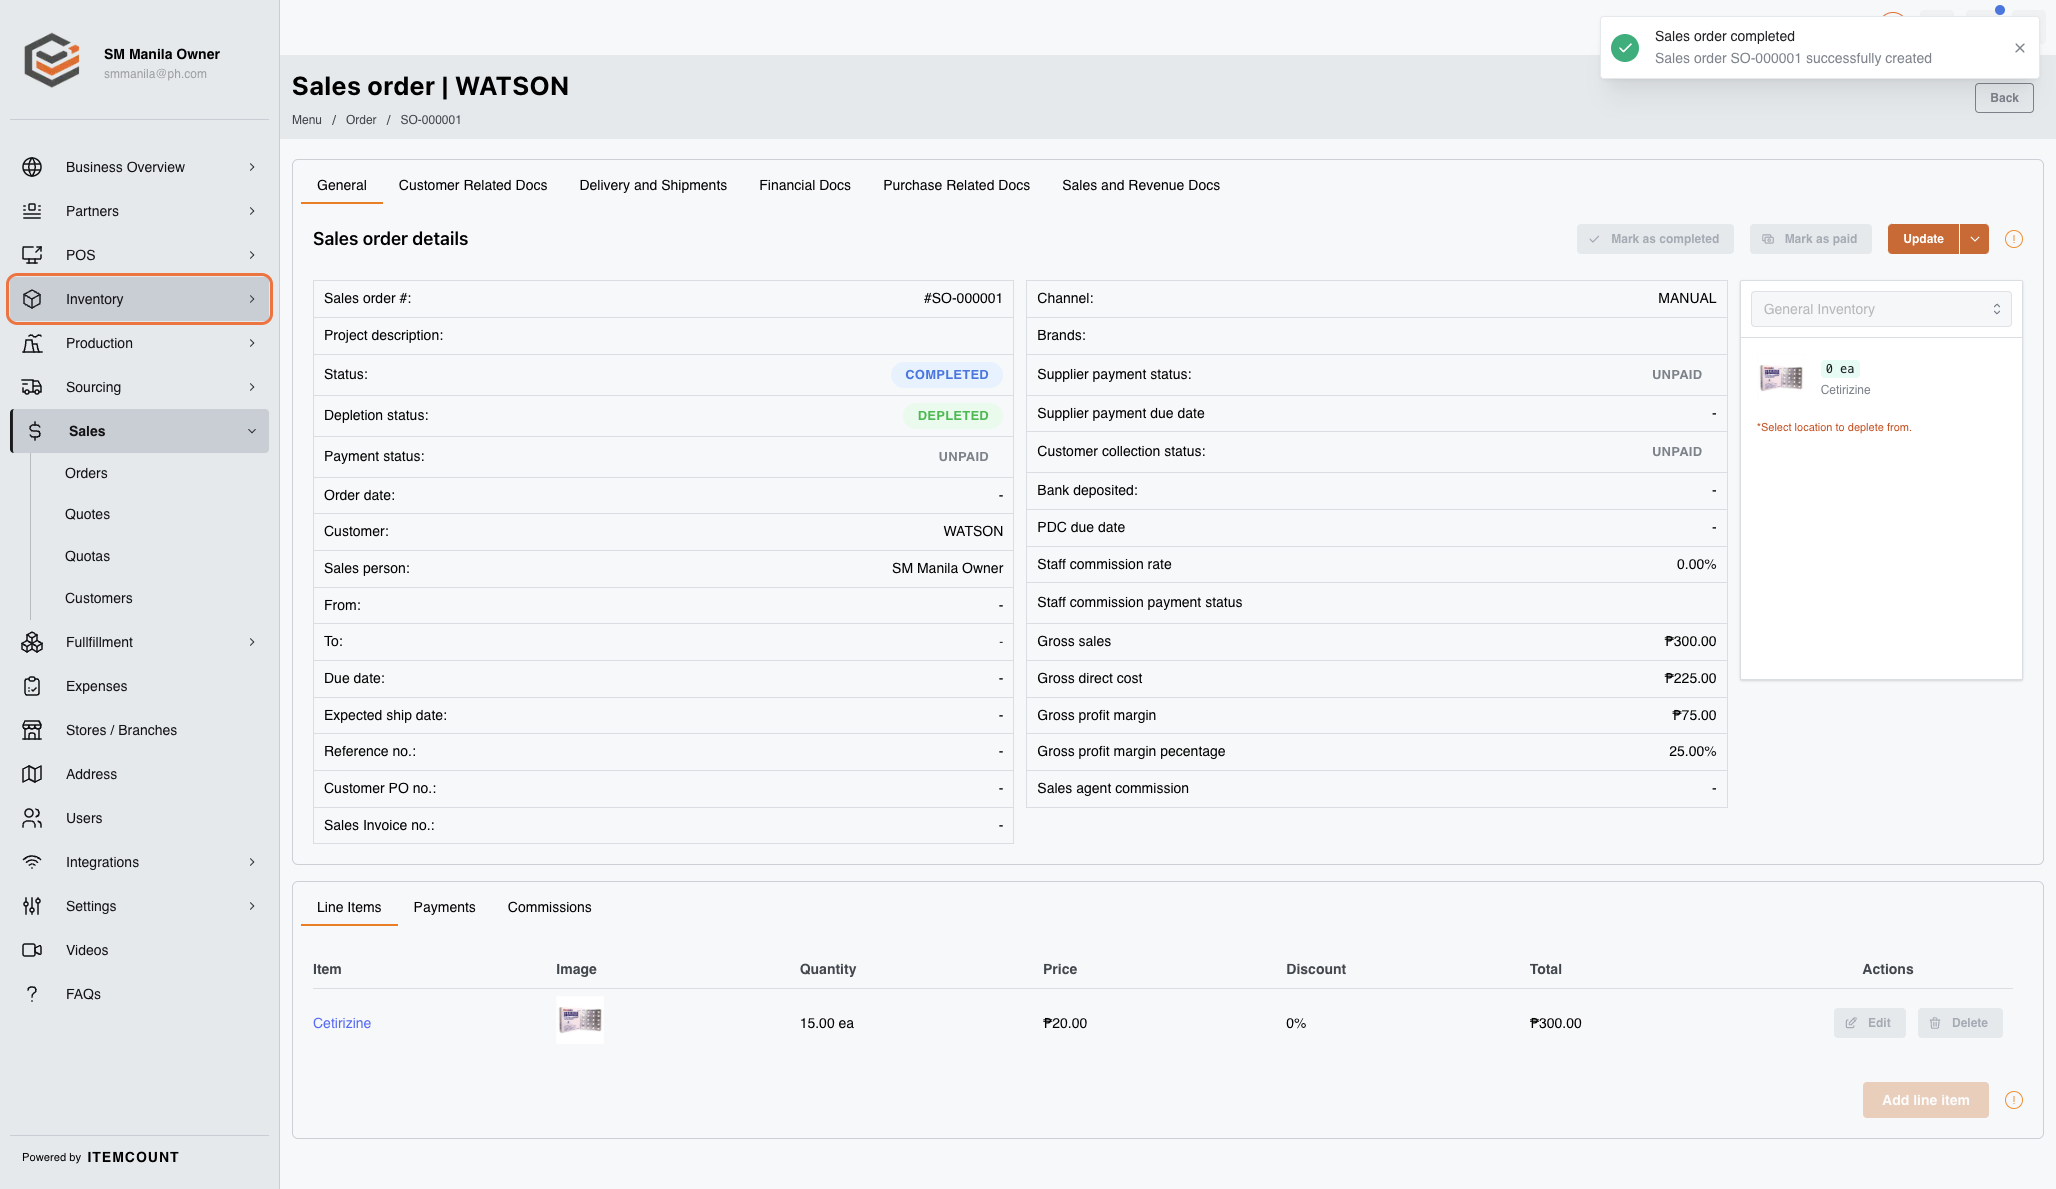 SM Manila Owner
smmanila@ph.com
Business Overview
Partners
POS
Inventory
Production
Sourcing
Sales
Orders
Quotes
Quotas
Customers
Fullfillment
Expenses
Stores / Branches
Address
Users
Integrations
Settings
Videos
FAQs
Powered by ITEMCOUNT
Sales order completed
Sales order SO-000001 successfully created
Sales order | WATSON
Menu / Order / SO-000001
Back
General Customer Related Docs Delivery and Shipments Financial Docs Purchase Related Docs Sales and Revenue Docs
Sales order details
Mark as completed Mark as paid Update
Sales order #: #SO-000001
Project description:
Status: COMPLETED
Depletion status: DEPLETED
Payment status: UNPAID
Order date: -
Customer: WATSON
Sales person: SM Manila Owner
From: -
To: -
Due date: -
Expected ship date: -
Reference no.: -
Customer PO no.: -
Sales Invoice no.: -
Channel: MANUAL
Brands:
Supplier payment status: UNPAID
Supplier payment due date -
Customer collection status: UNPAID
Bank deposited: -
PDC due date -
Staff commission rate 0.00%
Staff commission payment status
Gross sales ₱300.00
Gross direct cost ₱225.00
Gross profit margin ₱75.00
Gross profit margin pecentage 25.00%
Sales agent commission -
General Inventory
0 ea
Cetirizine
*Select location to deplete from.
Line Items Payments Commissions
Item Image Quantity Price Discount Total Actions
Cetirizine 15.00 ea ₱20.00 0% ₱300.00 Edit Delete
Add line item